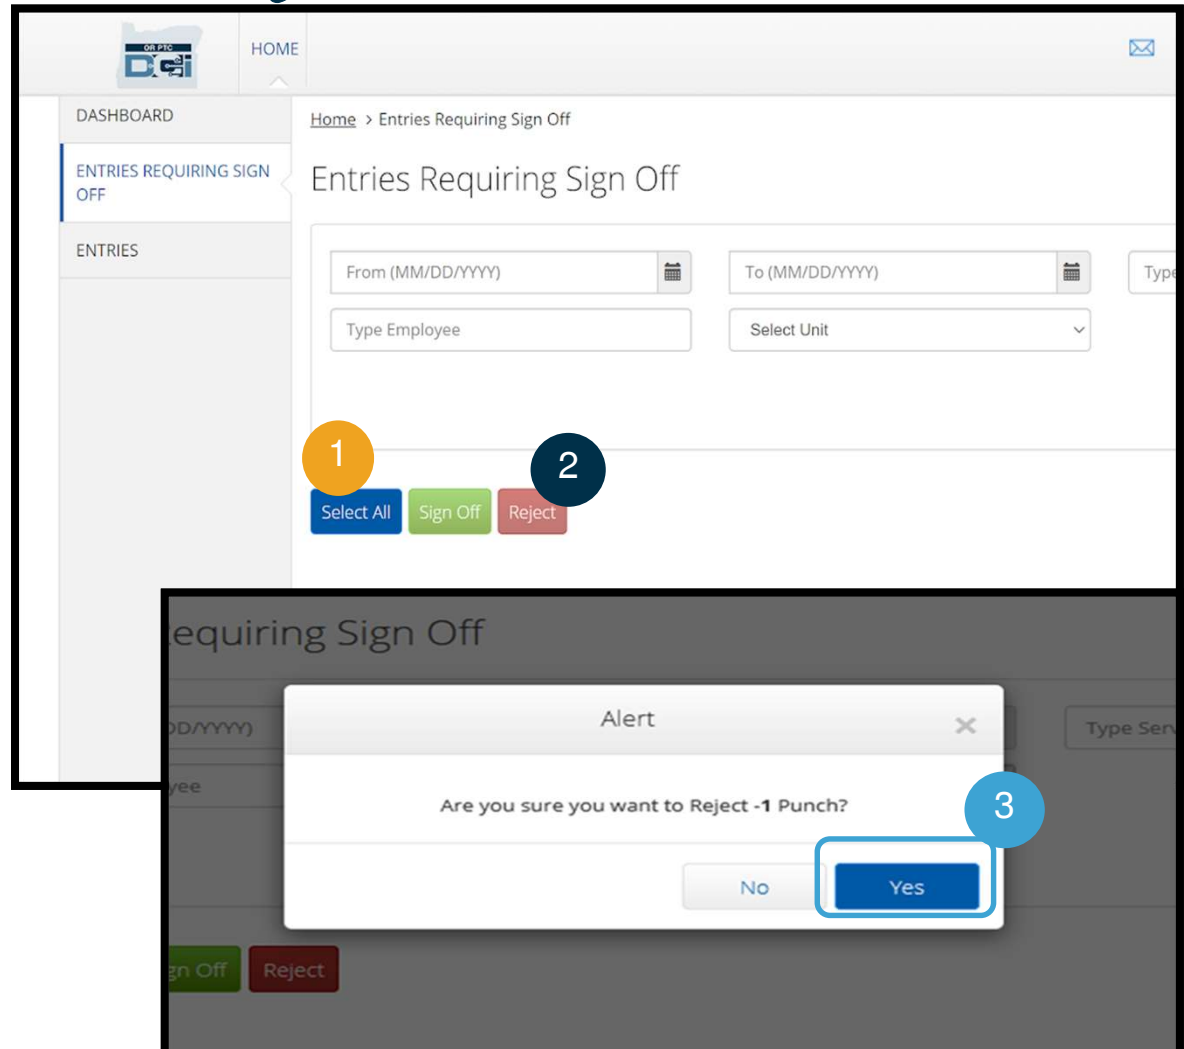 OR PTC
DCi
HOME
DASHBOARD
ENTRIES REQUIRING SIGN
OFF
ENTRIES
Home > Entries Requiring Sign Off
Entries Requiring Sign Off
From (MM/DD/YYYY)
To (MM/DD/YYYY)
Type
Type Employee
Select Unit
1
2
Select All
Sign Off
Reject
equiring Sign Off
DD/YYYY)
Type Serv
yee
Alert
×
Are you sure you want to Reject -1 Punch?
3
No
Yes
gn Off
Reject